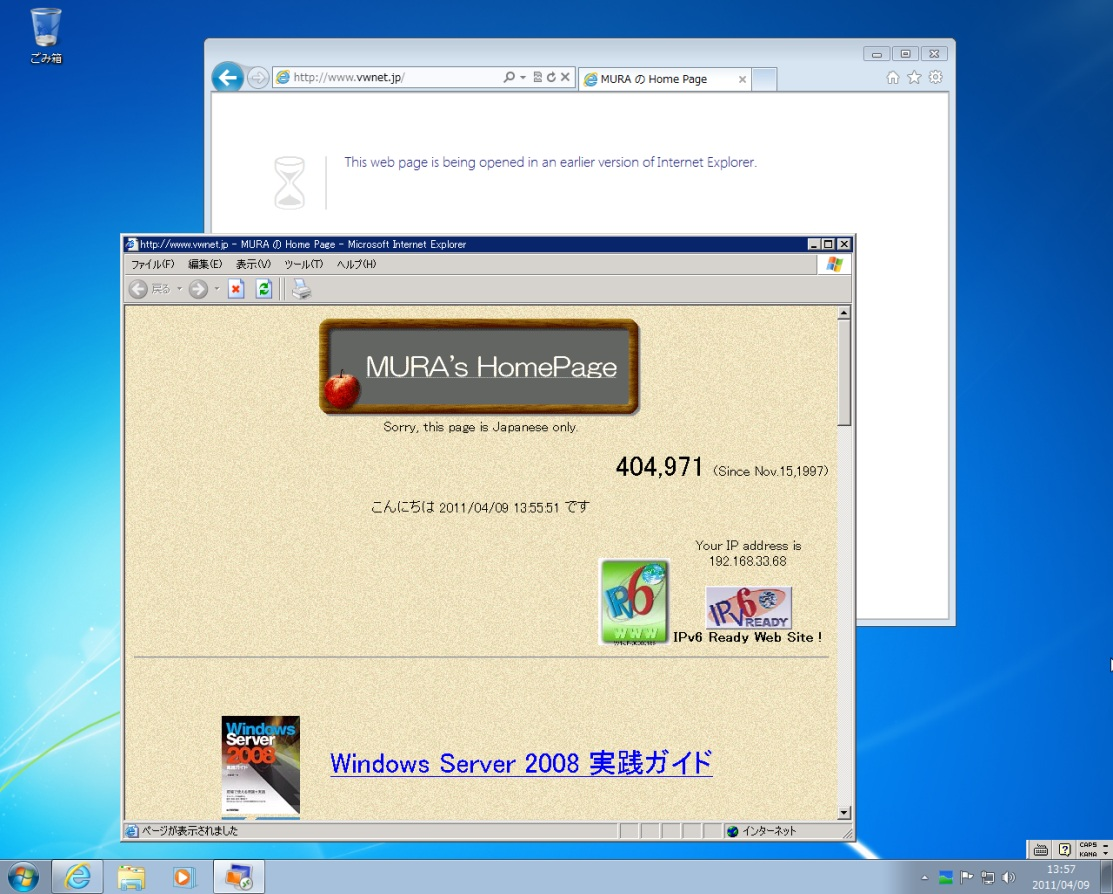 ごみ箱
http://www.vwnet.jp/
MURA の Home Page
This web page is being opened in an earlier version of Internet Explorer.
http://www.vwnet.jp - MURA の Home Page - Microsoft Internet Explorer
ファイル(F) 編集(E) 表示(V) ツール(T) ヘルプ(H)
戻る
MURA's HomePage
Sorry, this page is Japanese only.
404,971 (Since Nov.15,1997)
こんにちは 2011/04/09 13:55:51 です
Your IP address is
192.168.33.68
IPv6
WWW
IPv6
READY
IPv6 Ready Web Site !
Windows
Server
2008
実践ガイド
Windows Server 2008 実践ガイド
ページが表示されました
インターネット
CAPS
KANA
13:57
2011/04/09